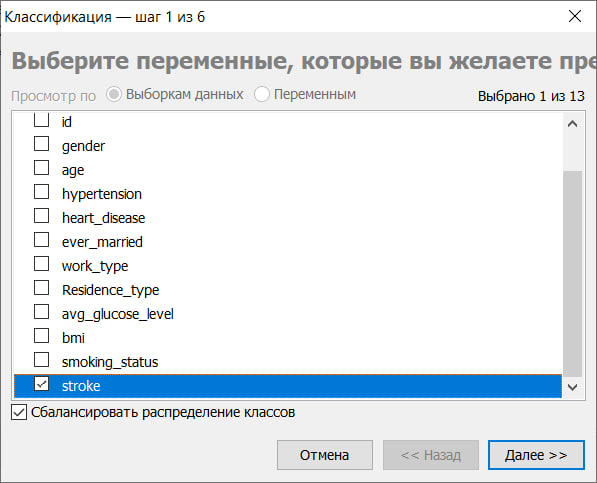 Классификация — шаг 1 из 6
Выберите переменные, которые вы желаете пре
Просмотр по Выборкам данных Переменным Выбрано 1 из 13
id
gender
age
hypertension
heart_disease
ever_married
work_type
Residence_type
avg_glucose_level
bmi
smoking_status
stroke
Сбалансировать распределение классов
Отмена << Назад Далее >>